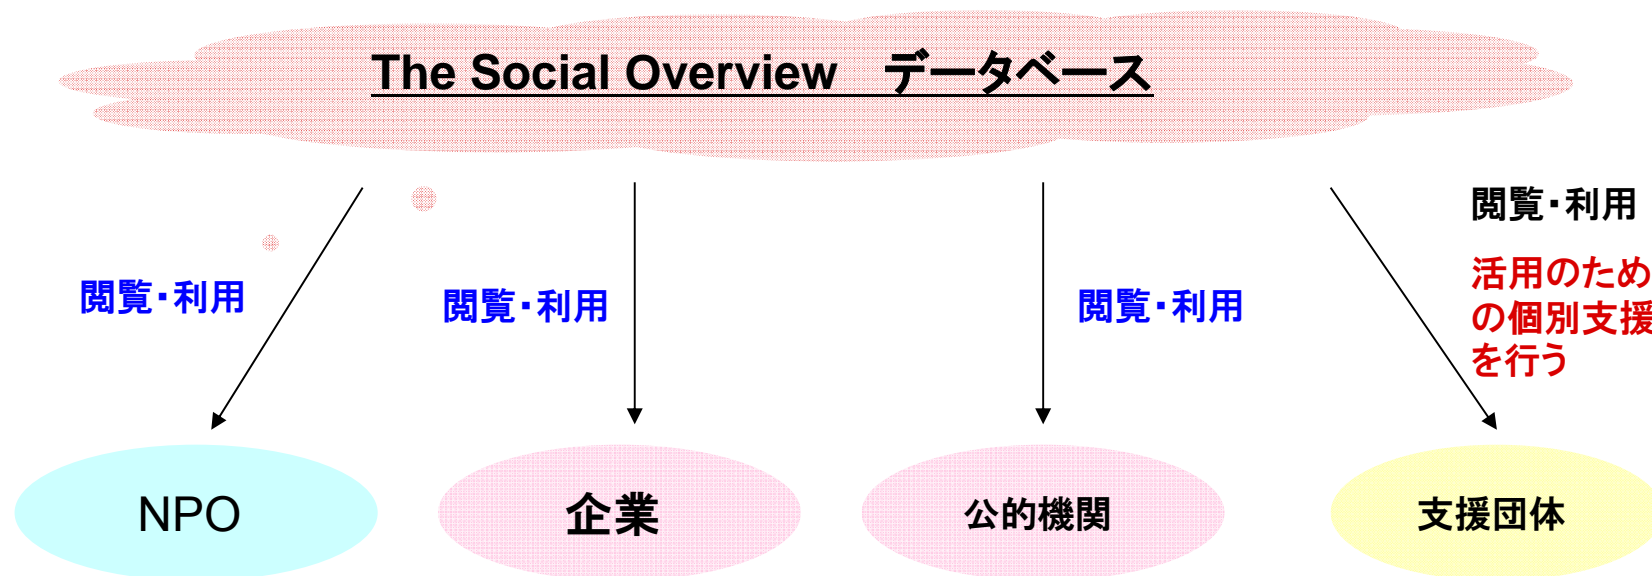 The Social Overview　データベース
閲覧・利用
閲覧・利用
閲覧・利用
閲覧・利用
活用のため
の個別支援
を行う
NPO
企業
公的機関
支援団体